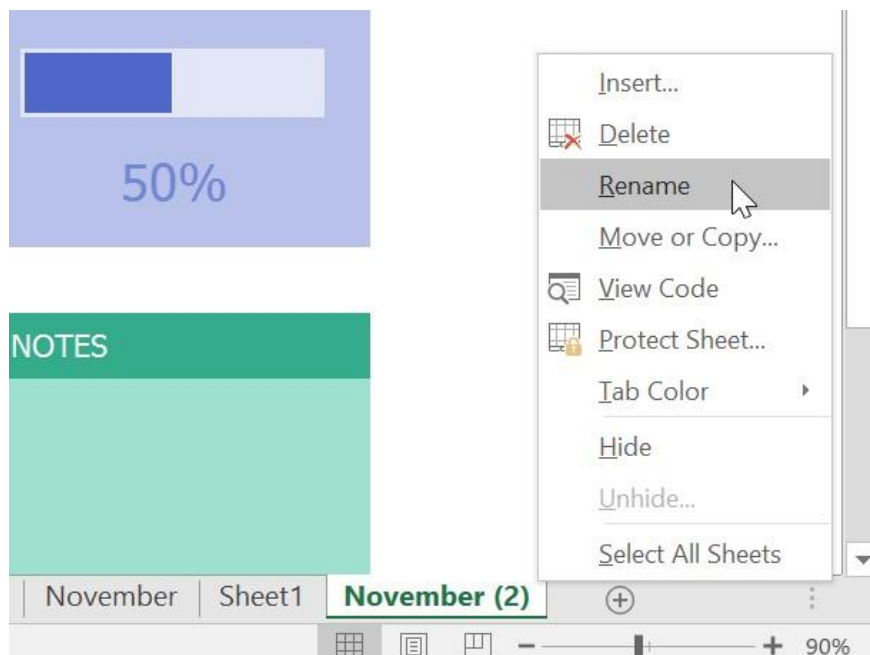 50%
NOTES
Insert...
Delete
Rename
Move or Copy...
View Code
Protect Sheet...
Tab Color
Hide
Unhide...
Select All Sheets
November
Sheet1
November (2)
90%